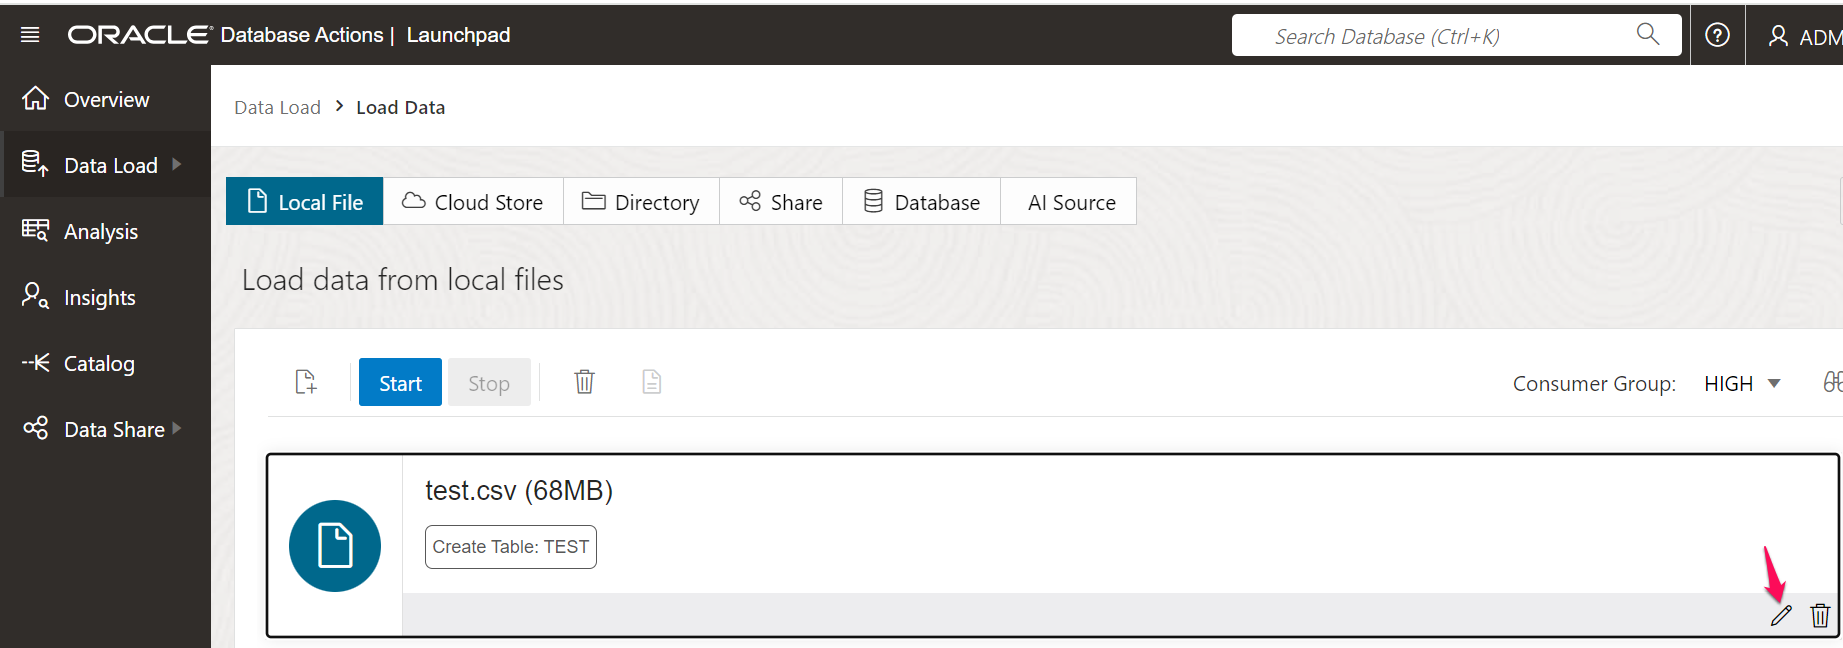 ORACLE Database Actions | Launchpad
Search Database (Ctrl+K)
ADM
Overview
Data Load
Analysis
Insights
Catalog
Data Share
Data Load > Load Data
Local File
Cloud Store
Directory
Share
Database
AI Source
Load data from local files
Start
Stop
Consumer Group: HIGH
test.csv (68MB)
Create Table: TEST